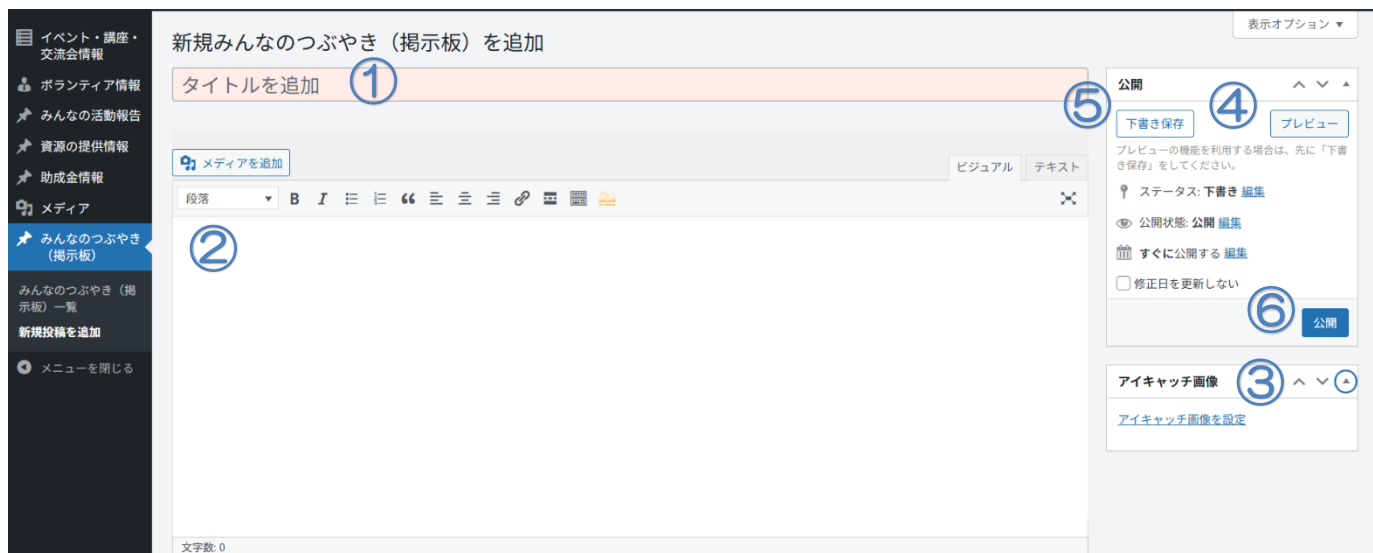 イベント・講座・
交流会情報
ボランティア情報
みんなの活動報告
資源の提供情報
助成金情報
メディア
みんなのつぶやき
(掲示板)
みんなのつぶやき（掲
示板）一覧
新規投稿を追加
メニューを閉じる
表示オプション ▼
新規みんなのつぶやき（掲示板）を追加
タイトルを追加 ①
メディアを追加
ビジュアル テキスト
段落
②
文字数: 0
公開
⑤ ④
下書き保存 プレビュー
プレビューの機能を利用する場合は、先に「下書
き保存」をしてください。
ステータス: 下書き 編集
公開状態: 公開 編集
すぐに公開する 編集
修正日を更新しない
⑥ 公開
アイキャッチ画像 ③
アイキャッチ画像を設定